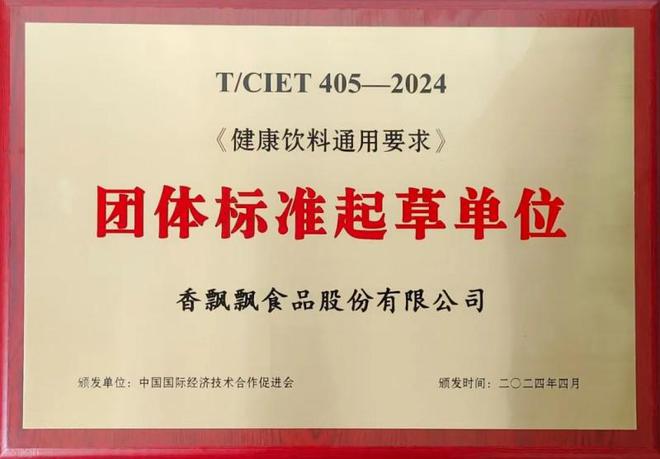 T/CIET 405—2024
《健康饮料通用要求》
团体标准起草单位
香飘飘食品股份有限公司
颁发单位：中国国际经济技术合作促进会 颁发时间：二〇二四年四月